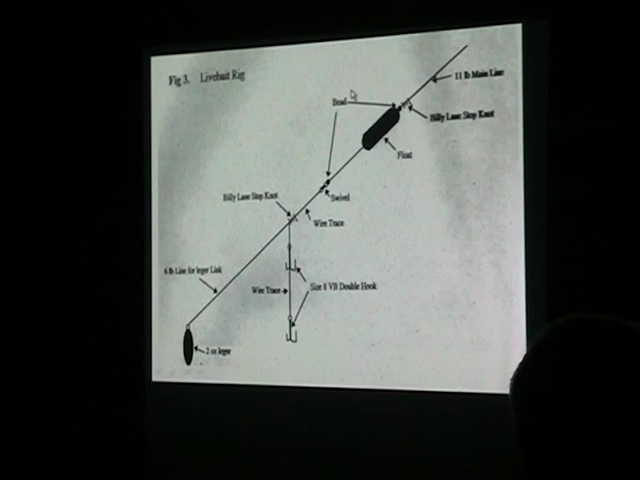 Fig 3. Livebait Rig
11 lb Main Line
Bead
Billy Lane Stop Knot
Float
Billy Lane Stop Knot
Swivel
Wire Trace
6 lb Line for leger Link
Wire Trace
Size 8 VB Double Hook
2 oz leger